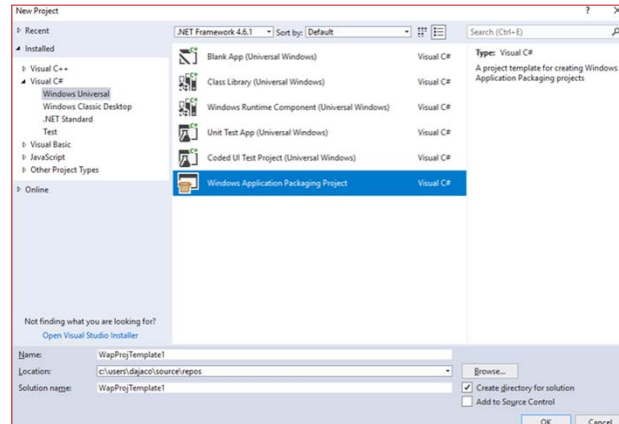 New Project ? X
Recent
Installed
Visual C++
Visual C#
Windows Universal
Windows Classic Desktop
.NET Standard
Test
Visual Basic
JavaScript
Other Project Types
Online
Not finding what you are looking for?
Open Visual Studio Installer
.NET Framework 4.6.1 Sort by: Default
Blank App (Universal Windows) Visual C#
Class Library (Universal Windows) Visual C#
Windows Runtime Component (Universal Windows) Visual C#
Unit Test App (Universal Windows) Visual C#
Coded UI Test Project (Universal Windows) Visual C#
Windows Application Packaging Project Visual C#
Search (Ctrl+E)
Type: Visual C#
A project template for creating Windows
Application Packaging projects
Name: WapProjTemplate1
Location: c:\users\dajaco\source\repos Browse...
Solution name: WapProjTemplate1 Create directory for solution
Add to Source Control
OK Cancel